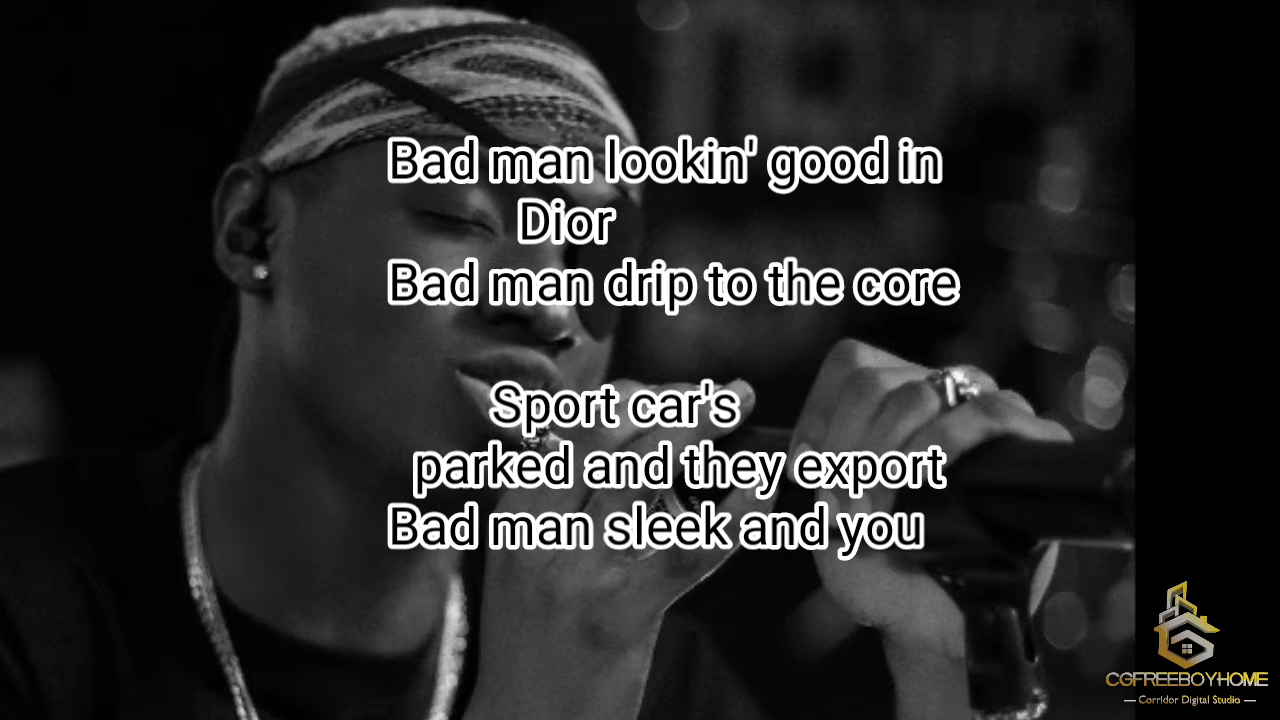 Bad man lookin' good in
Dior
Bad man drip to the core
Sport car's
parked and they export
Bad man sleek and you
CGFREEBOYHOME
— Corridor Digital Studio —